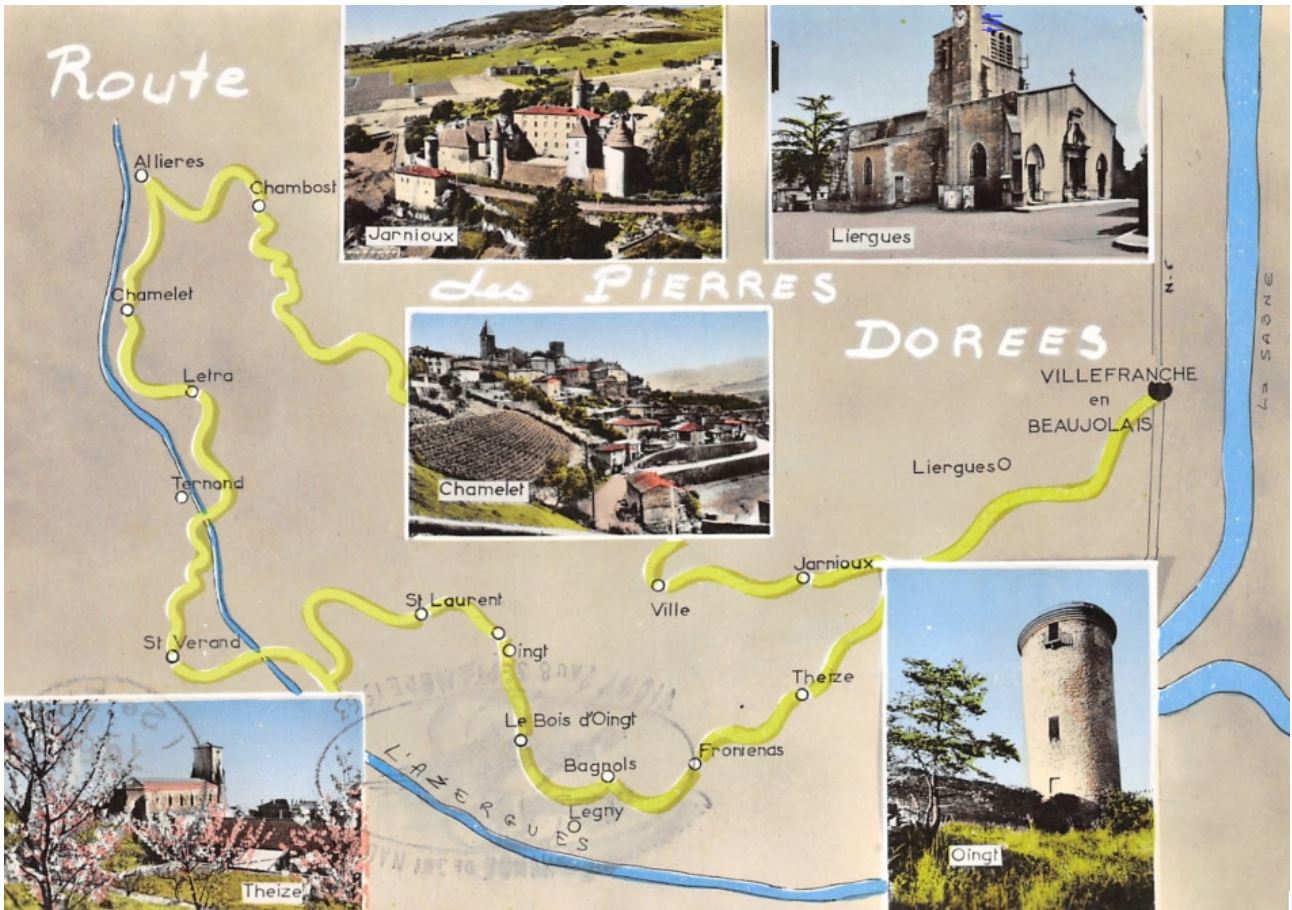 Route
des PIERRES
DOREES
Jarnioux
Liergues
Allieres
Chambost
Chamelet
Letra
Ternand
St Verand
Chamelet
N.6
LA SAONE
VILLEFRANCHE
en
BEAUJOLAIS
Liergues
Jarnioux
Ville
St Laurent
Oingt
Theize
Le Bois d'Oingt
Frontenas
Bagnols
Legny
L'AZERGUES
Theize
Oingt